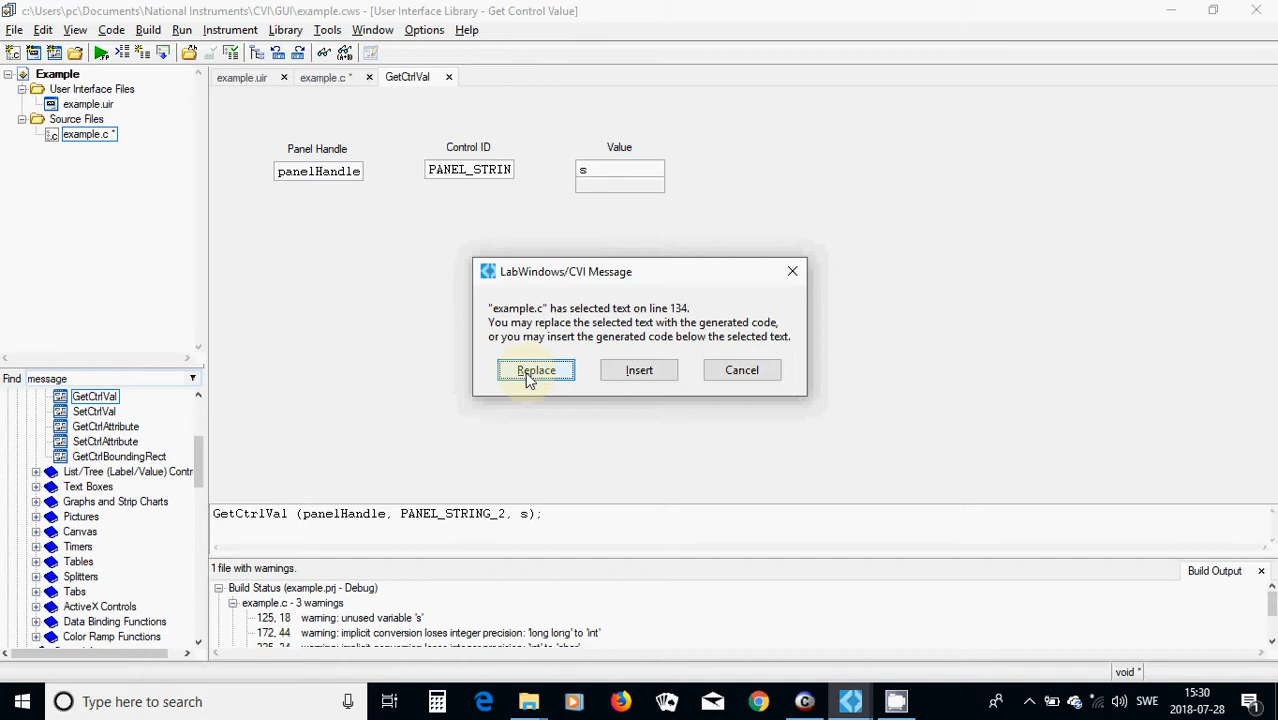 c:\Users\pc\Documents\National Instruments\CVI\GUI\example.cws - [User Interface Library - Get Control Value]
File Edit View Code Build Run Instrument Library Tools Window Options Help
Example
User Interface Files
example.uir
Source Files
example.c *
example.uir example.c * GetCtrlVal
Panel Handle Control ID Value
panelHandle PANEL_STRIN s
LabWindows/CVI Message
"example.c" has selected text on line 134.
You may replace the selected text with the generated code,
or you may insert the generated code below the selected text.
Replace Insert Cancel
Find message
GetCtrlVal
SetCtrlVal
GetCtrlAttribute
SetCtrlAttribute
GetCtrlBoundingRect
List/Tree (Label/Value) Contr
Text Boxes
Graphs and Strip Charts
Pictures
Canvas
Timers
Tables
Splitters
Tabs
ActiveX Controls
Data Binding Functions
Color Ramp Functions
GetCtrlVal (panelHandle, PANEL_STRING_2, s);
1 file with warnings.
Build Output
Build Status (example.prj - Debug)
example.c - 3 warnings
125, 18 warning: unused variable 's'
172, 44 warning: implicit conversion loses integer precision: 'long long' to 'int'
void *
Type here to search
SWE
15:30
2018-07-28